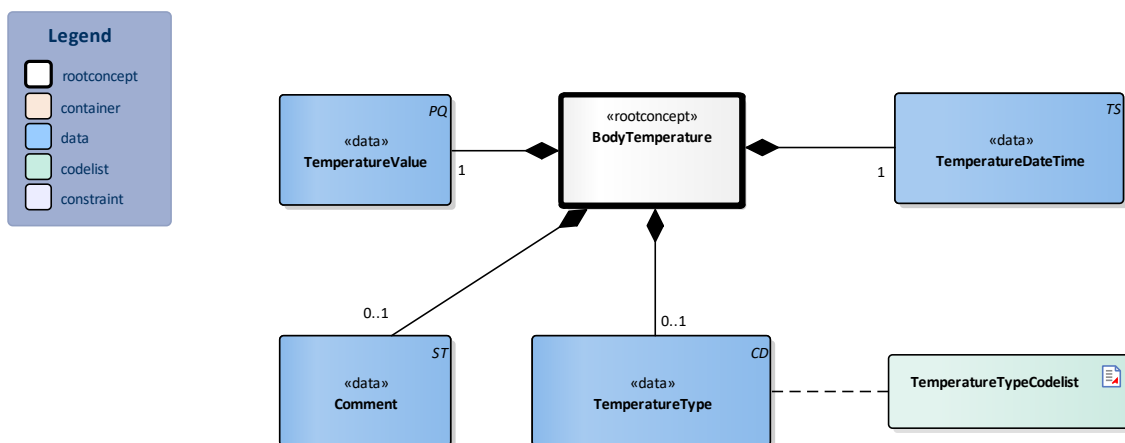 Legend
rootconcept
container
data
codelist
constraint
PQ
«data»
TemperatureValue
1
«rootconcept»
BodyTemperature
TS
«data»
TemperatureDateTime
1
0..1
0..1
ST
«data»
Comment
CD
«data»
TemperatureType
TemperatureTypeCodelist